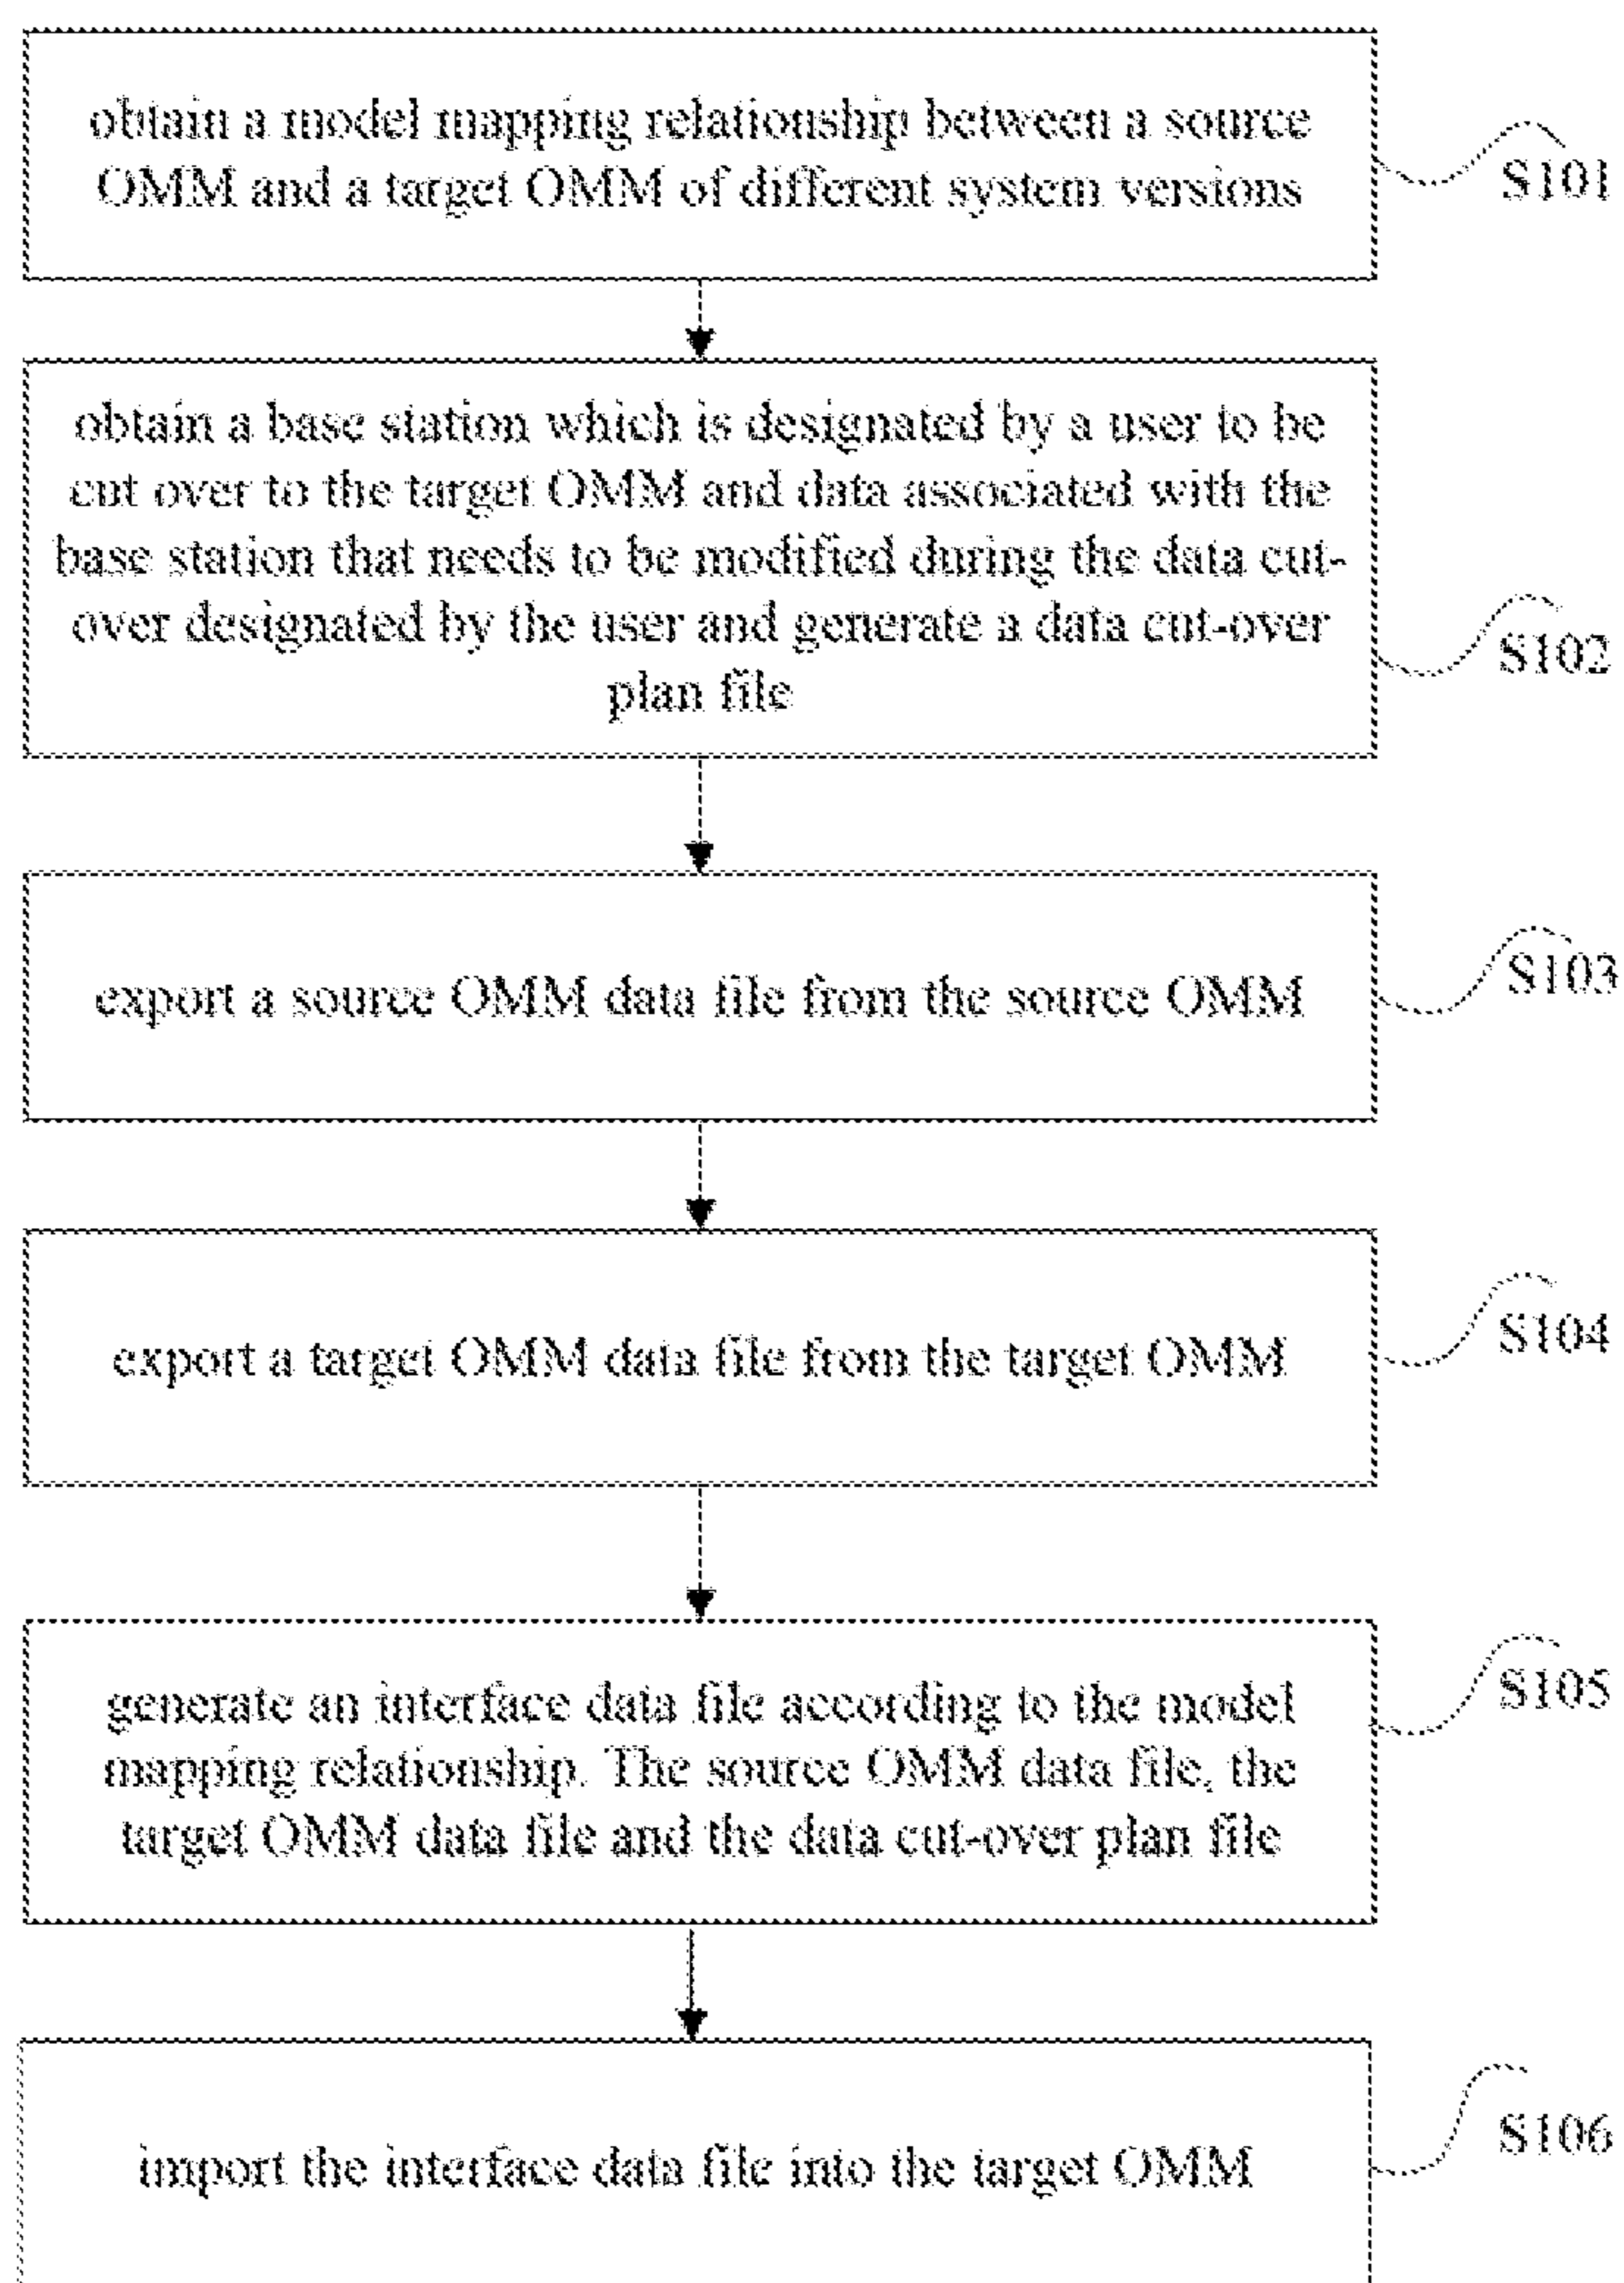 obtain a model mapping relationship between a source
OMM and a target OMM of different system versions
S101
obtain a base station which is designated by a user to be
cut over to the target OMM and data associated with the
base station that needs to be modified during the data cut-
over designated by the user and generate a data cut-over
plan file
S102
export a source OMM data file from the source OMM
S103
export a target OMM data file from the target OMM
S104
generate an interface data file according to the model
mapping relationship. The source OMM data file, the
target OMM data file and the data cut-over plan file
S105
import the interface data file into the target OMM
S106